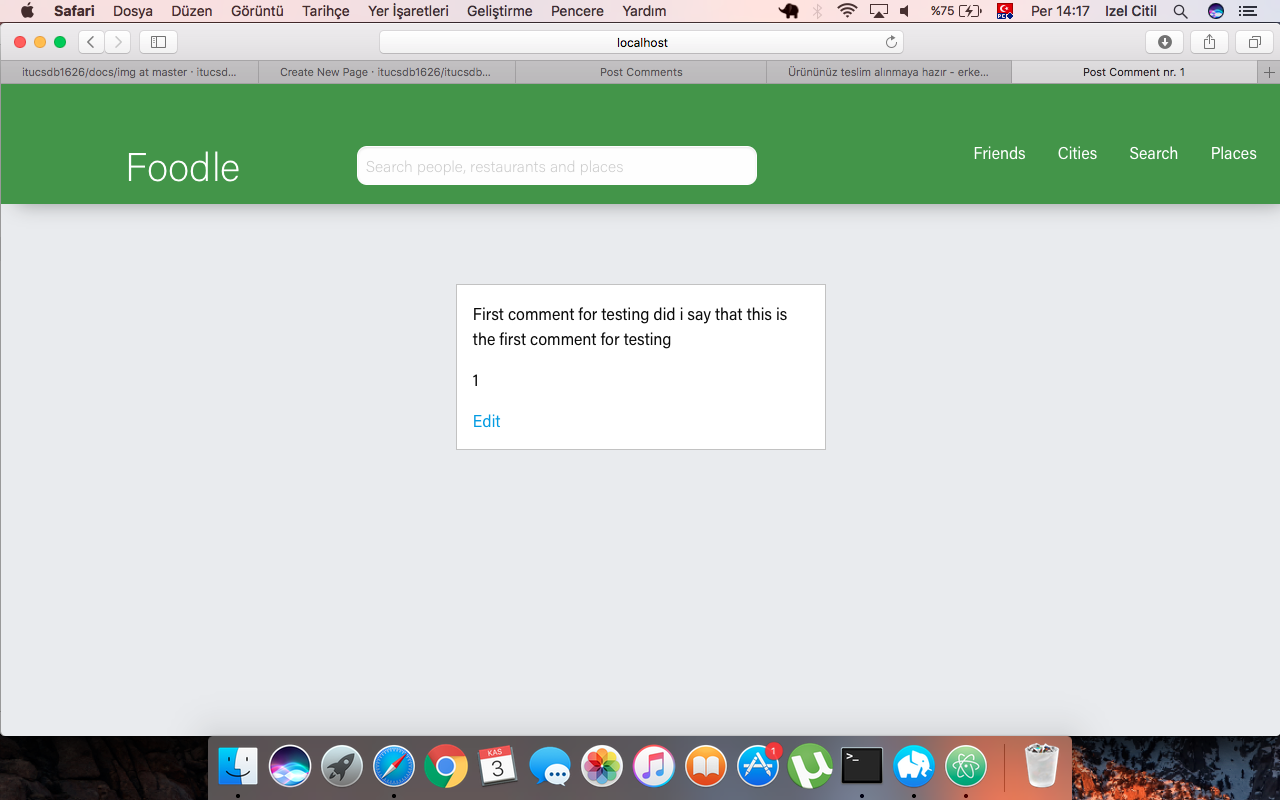 Safari Dosya Düzen Görüntü Tarihçe Yer İşaretleri Geliştirme Pencere Yardım %75 Per 14:17 Izel Citil
localhost
itucsdb1626/docs/img at master · itucsd... Create New Page · itucsdb1626/itucsdb... Post Comments Ürününüz teslim alınmaya hazır - erke... Post Comment nr. 1
Foodle
Search people, restaurants and places
Friends Cities Search Places
First comment for testing did i say that this is
the first comment for testing
1
Edit
KAS
3
1
>_